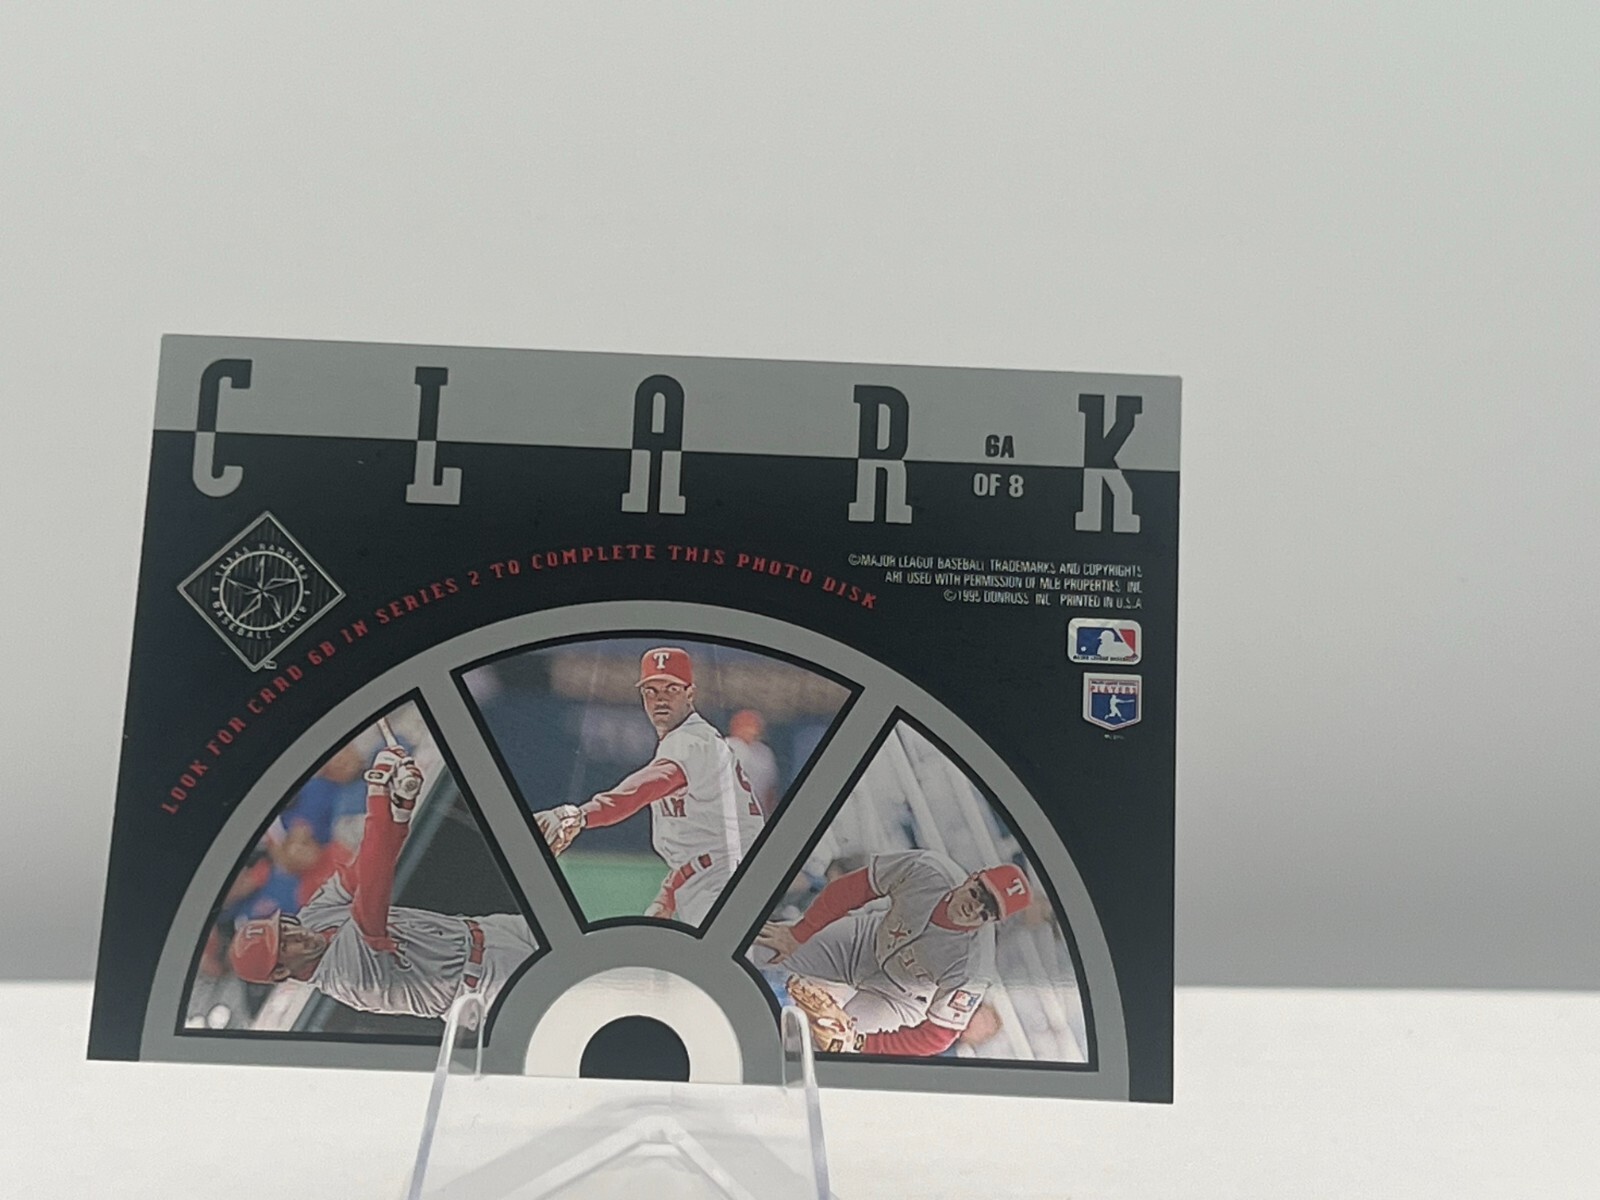 CLARK
6A
OF 8
TEXAS RANGERS
BASEBALL CLUB
LOOK FOR CARD 6B IN SERIES 2 TO COMPLETE THIS PHOTO DISK
©MAJOR LEAGUE BASEBALL TRADEMARKS AND COPYRIGHTS
ARE USED WITH PERMISSION OF MLB PROPERTIES, INC.
©1995 DONRUSS, INC. PRINTED IN U.S.A.
PLAYERS
T
T
T